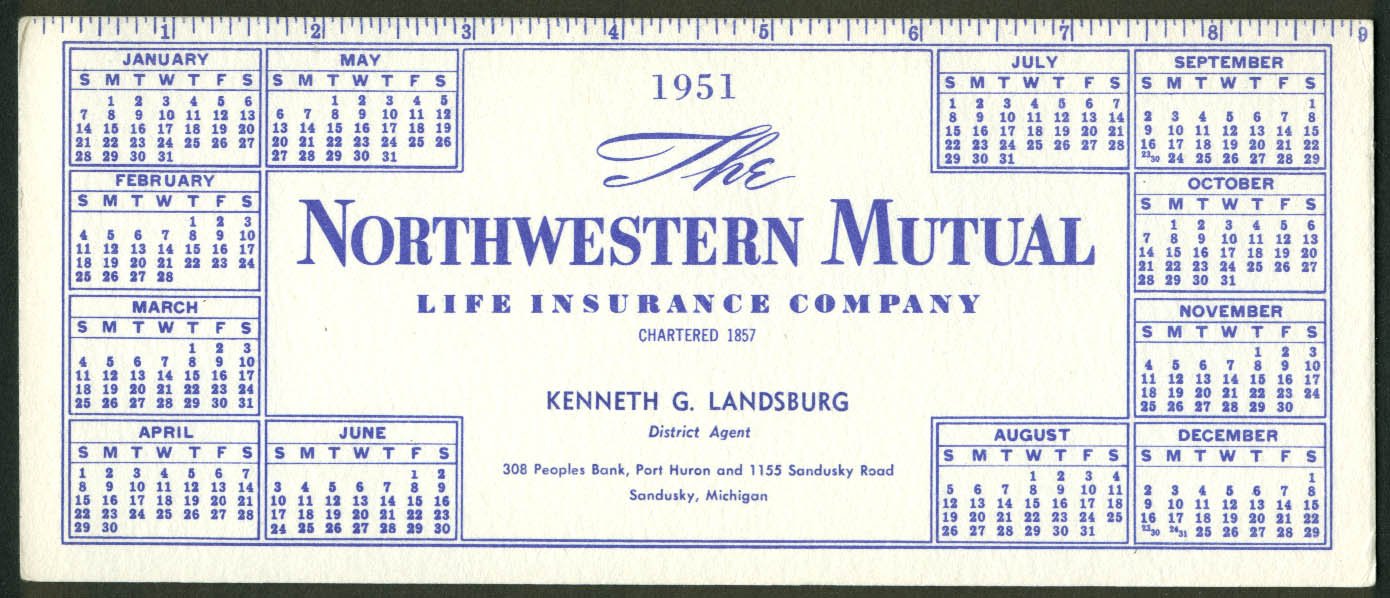 1 2 3 4 5 6 7 8 9
JANUARY
S M T W T F S
1 2 3 4 5 6
7 8 9 10 11 12 13
14 15 16 17 18 19 20
21 22 23 24 25 26 27
28 29 30 31
FEBRUARY
S M T W T F S
1 2 3
4 5 6 7 8 9 10
11 12 13 14 15 16 17
18 19 20 21 22 23 24
25 26 27 28
MARCH
S M T W T F S
1 2 3
4 5 6 7 8 9 10
11 12 13 14 15 16 17
18 19 20 21 22 23 24
25 26 27 28 29 30 31
APRIL
S M T W T F S
1 2 3 4 5 6 7
8 9 10 11 12 13 14
15 16 17 18 19 20 21
22 23 24 25 26 27 28
29 30
MAY
S M T W T F S
1 2 3 4 5
6 7 8 9 10 11 12
13 14 15 16 17 18 19
20 21 22 23 24 25 26
27 28 29 30 31
JUNE
S M T W T F S
1 2
3 4 5 6 7 8 9
10 11 12 13 14 15 16
17 18 19 20 21 22 23
24 25 26 27 28 29 30
1951
The
NORTHWESTERN MUTUAL
LIFE INSURANCE COMPANY
CHARTERED 1857
KENNETH G. LANDSBURG
District Agent
308 Peoples Bank, Port Huron and 1155 Sandusky Road
Sandusky, Michigan
JULY
S M T W T F S
1 2 3 4 5 6 7
8 9 10 11 12 13 14
15 16 17 18 19 20 21
22 23 24 25 26 27 28
29 30 31
AUGUST
S M T W T F S
1 2 3 4
5 6 7 8 9 10 11
12 13 14 15 16 17 18
19 20 21 22 23 24 25
26 27 28 29 30 31
SEPTEMBER
S M T W T F S
1
2 3 4 5 6 7 8
9 10 11 12 13 14 15
16 17 18 19 20 21 22
23/30 24 25 26 27 28 29
OCTOBER
S M T W T F S
1 2 3 4 5 6
7 8 9 10 11 12 13
14 15 16 17 18 19 20
21 22 23 24 25 26 27
28 29 30 31
NOVEMBER
S M T W T F S
1 2 3
4 5 6 7 8 9 10
11 12 13 14 15 16 17
18 19 20 21 22 23 24
25 26 27 28 29 30
DECEMBER
S M T W T F S
1
2 3 4 5 6 7 8
9 10 11 12 13 14 15
16 17 18 19 20 21 22
23/30 24/31 25 26 27 28 29